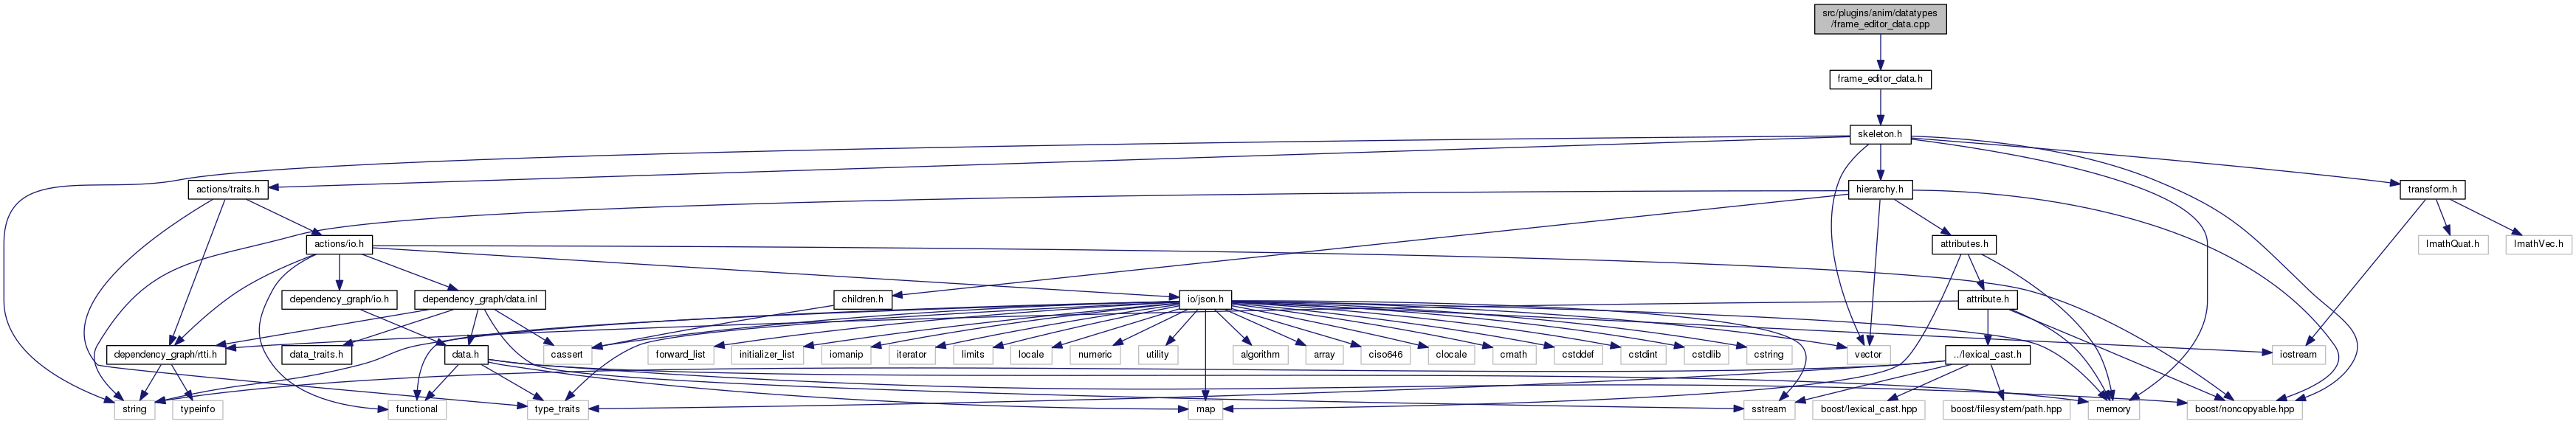 src/plugins/anim/datatypes
/frame_editor_data.cpp
frame_editor_data.h
skeleton.h
actions/traits.h
hierarchy.h
transform.h
actions/io.h
attributes.h
ImathQuat.h
ImathVec.h
dependency_graph/io.h
dependency_graph/data.inl
children.h
io/json.h
attribute.h
dependency_graph/rtti.h
data_traits.h
data.h
cassert
forward_list
initializer_list
iomanip
iterator
limits
locale
numeric
utility
algorithm
array
ciso646
clocale
cmath
cstddef
cstdint
cstdlib
cstring
vector
.../lexical_cast.h
iostream
string
typeinfo
functional
type_traits
map
sstream
boost/lexical_cast.hpp
boost/filesystem/path.hpp
memory
boost/noncopyable.hpp